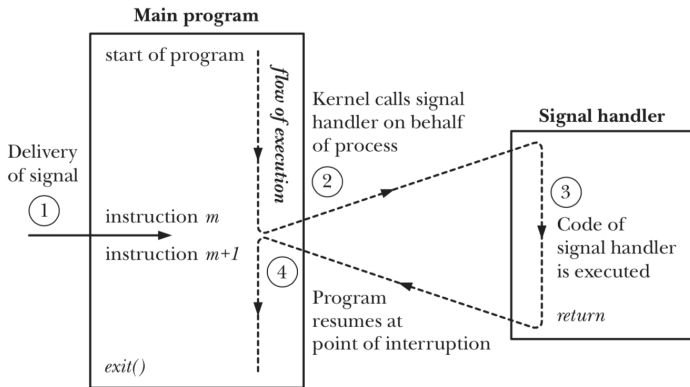 Main program
start of program
flow of execution
Kernel calls signal
handler on behalf
of process
2
Signal handler
Delivery
of signal
1
instruction m
instruction m+1
3
Code of
signal handler
is executed
4
Program
resumes at
point of interruption
return
exit()